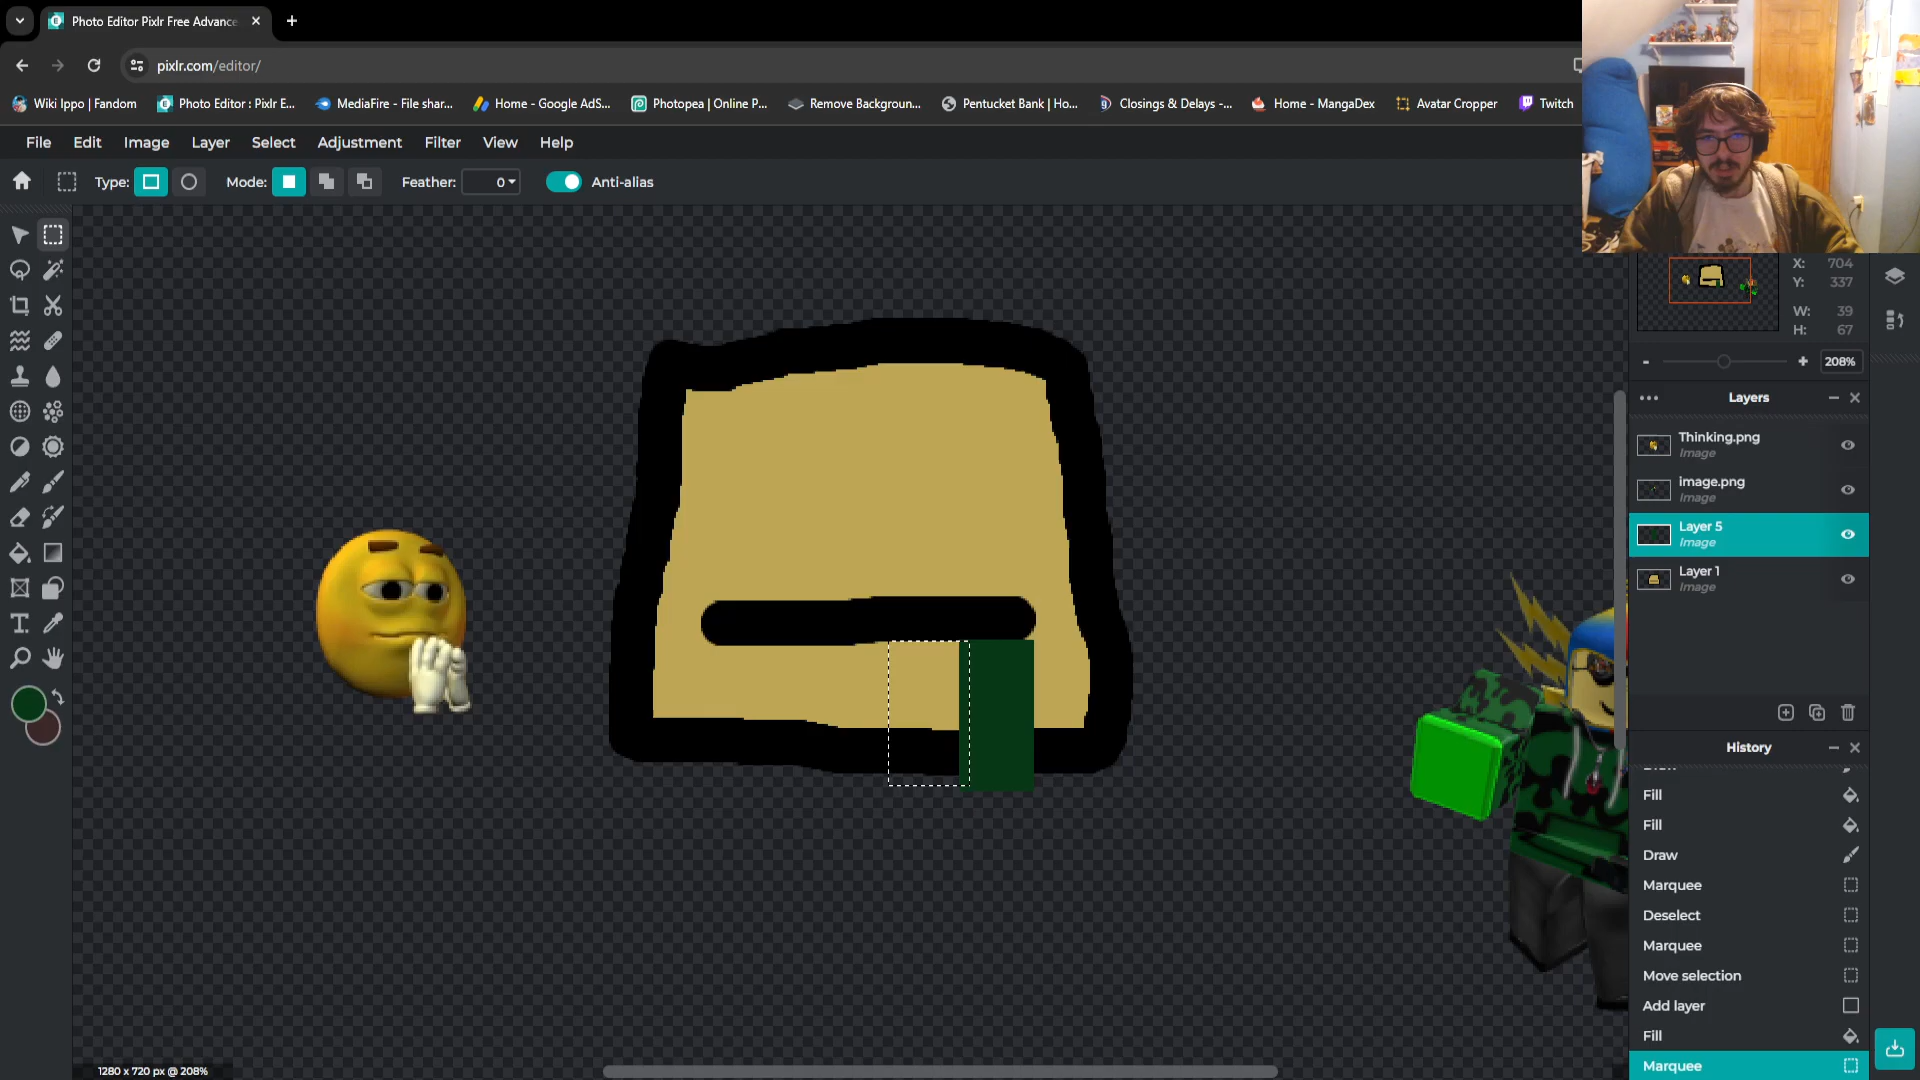 Photo Editor Pixlr Free Advance
pixlr.com/editor/
Wiki Ippo | Fandom
Photo Editor : Pixlr E...
MediaFire - File shar...
Home - Google AdS...
Photopea | Online P...
Remove Backgroun...
Pentucket Bank | Ho...
Closings & Delays -...
Home - MangaDex
Avatar Cropper
Twitch
File Edit Image Layer Select Adjustment Filter View Help
Type: Mode: Feather: 0 Anti-alias
X: 704
Y: 337
W: 39
H: 67
- + 208%
Layers
Thinking.png
Image
image.png
Image
Layer 5
Image
Layer 1
Image
History
Fill
Fill
Draw
Marquee
Deselect
Marquee
Move selection
Add layer
Fill
Marquee
1280 x 720 px @ 208%